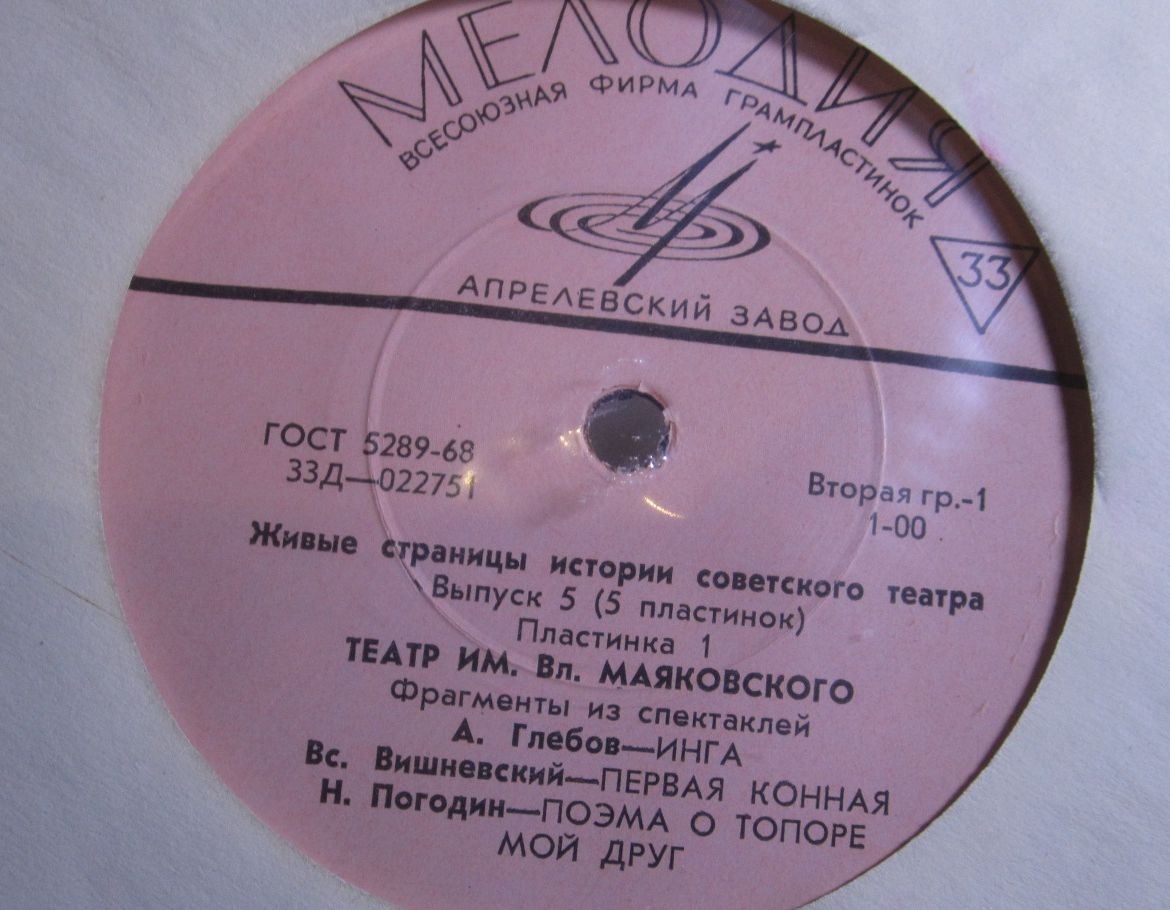 МЕЛОДИЯ
ВСЕСОЮЗНАЯ ФИРМА ГРАМПЛАСТИНОК
33
АПРЕЛЕВСКИЙ ЗАВОД
ГОСТ 5289-68
33Д—022751
Вторая гр.-1
1-00
Живые страницы истории советского театра
Выпуск 5 (5 пластинок)
Пластинка 1
ТЕАТР ИМ. Вл. МАЯКОВСКОГО
Фрагменты из спектаклей
А. Глебов—ИНГА
Вс. Вишневский—ПЕРВАЯ КОННАЯ
Н. Погодин—ПОЭМА О ТОПОРЕ
МОЙ ДРУГ